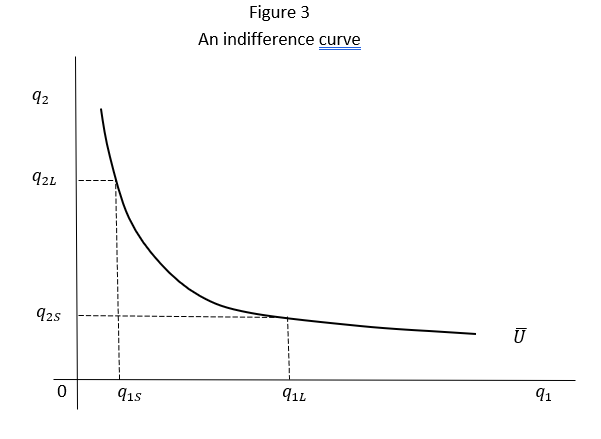 Figure 3
An indifference curve
q₂
q₂L
q₂S
Ū
0
q₁S
q₁L
q₁